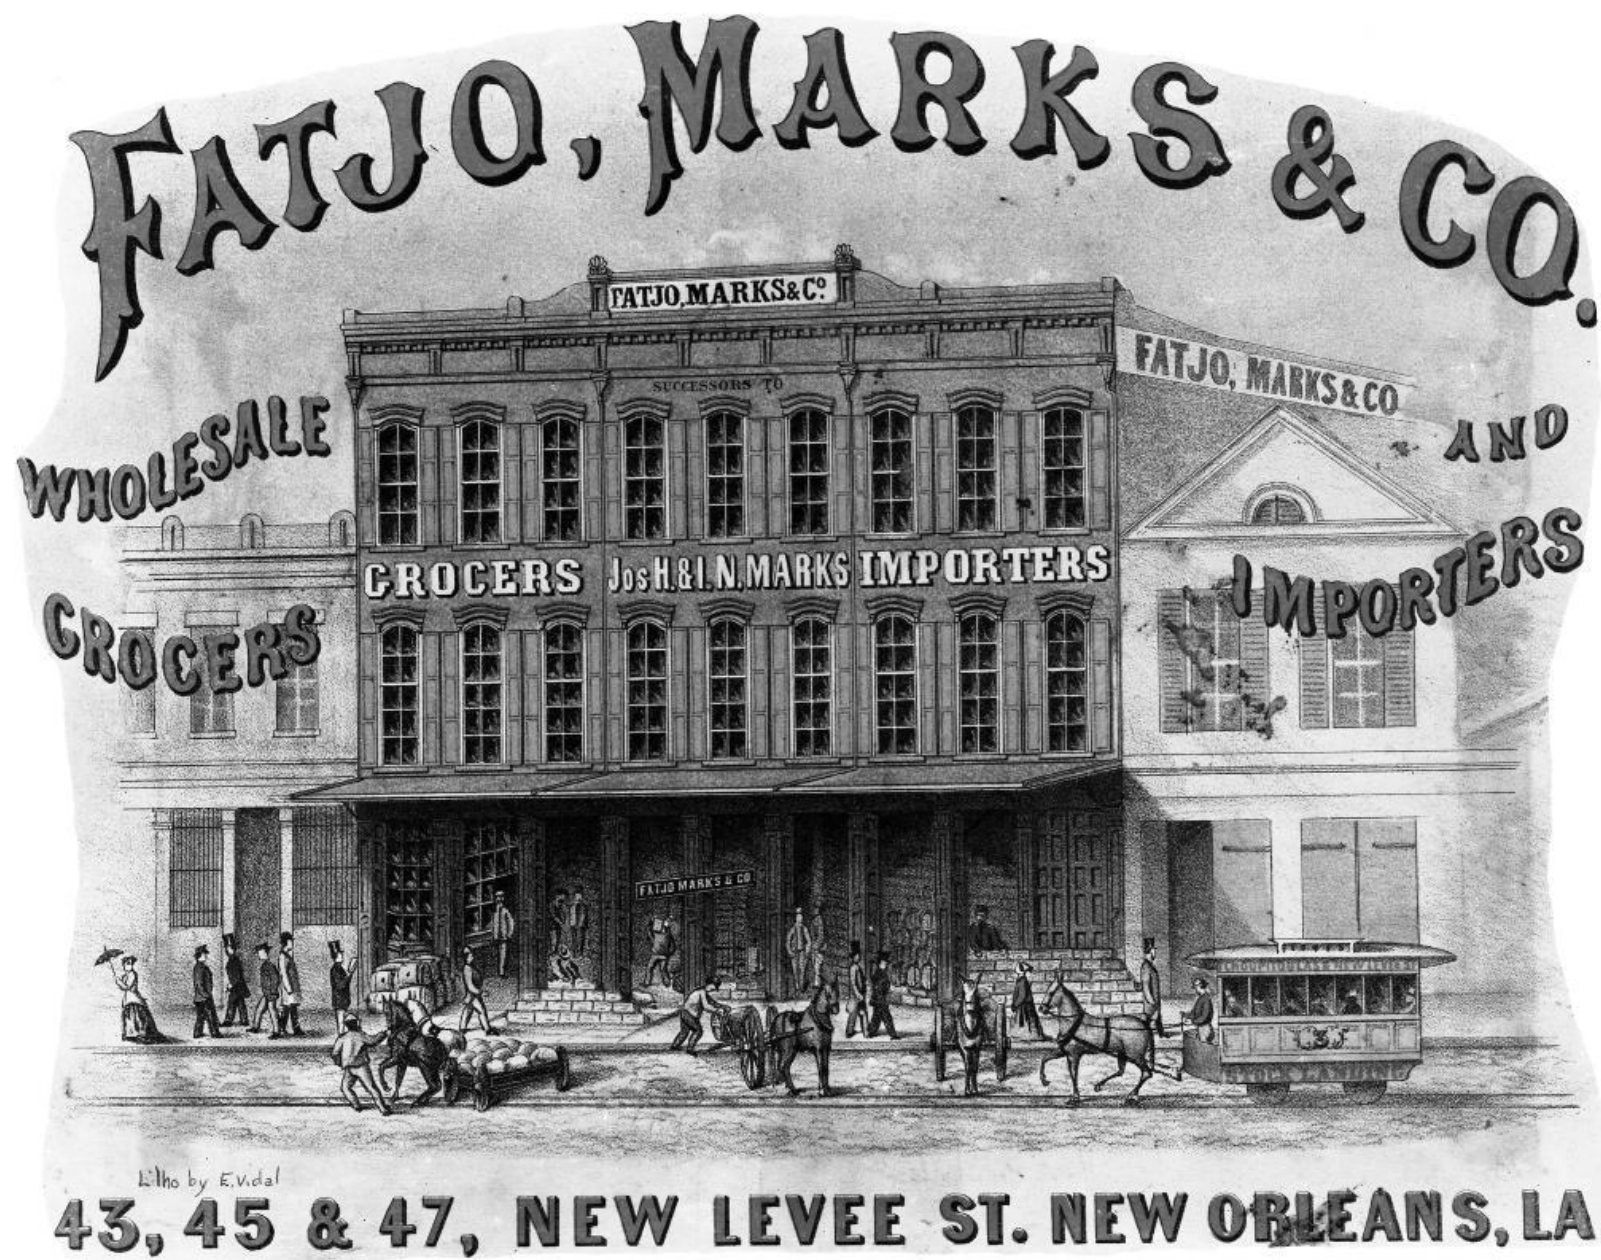 FATJO, MARKS & CO.
WHOLESALE
GROCERS
AND
IMPORTERS
FATJO, MARKS & Co.
FATJO, MARKS & CO
SUCCESSORS TO
GROCERS Jos H. & I. N. MARKS IMPORTERS
FATJO MARKS & CO
Litho by E. Vidal
43, 45 & 47, NEW LEVEE ST. NEW ORLEANS, LA